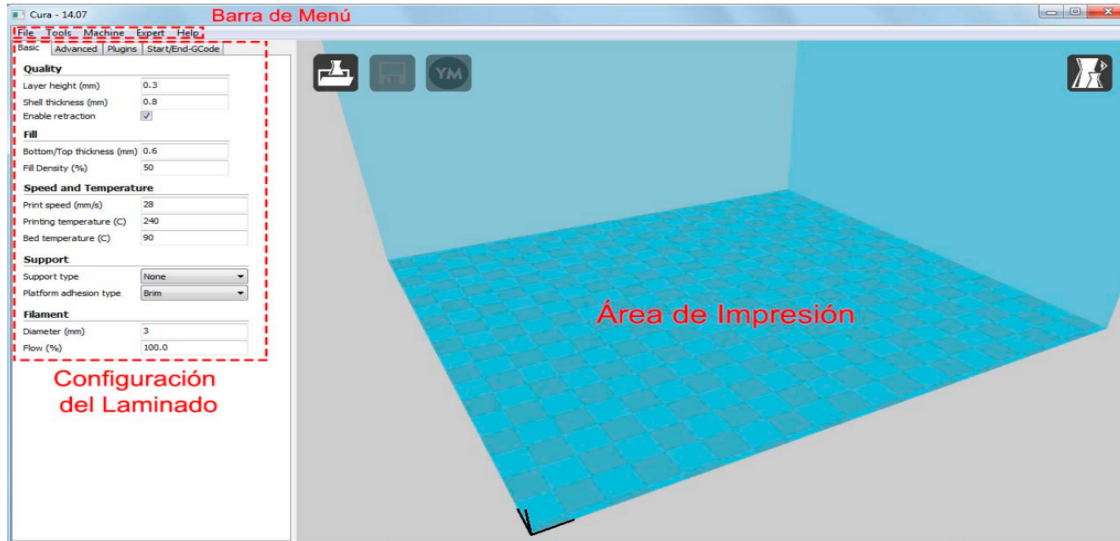 Cura - 14.07
Barra de Menú
File Tools Machine Expert Help
Basic Advanced Plugins Start/End-GCode
Quality
Layer height (mm) 0.3
Shell thickness (mm) 0.8
Enable retraction
Fill
Bottom/Top thickness (mm) 0.6
Fill Density (%) 50
Speed and Temperature
Print speed (mm/s) 28
Printing temperature (C) 240
Bed temperature (C) 90
Support
Support type None
Platform adhesion type Brim
Filament
Diameter (mm) 3
Flow (%) 100.0
Configuración
del Laminado
YM
Área de Impresión